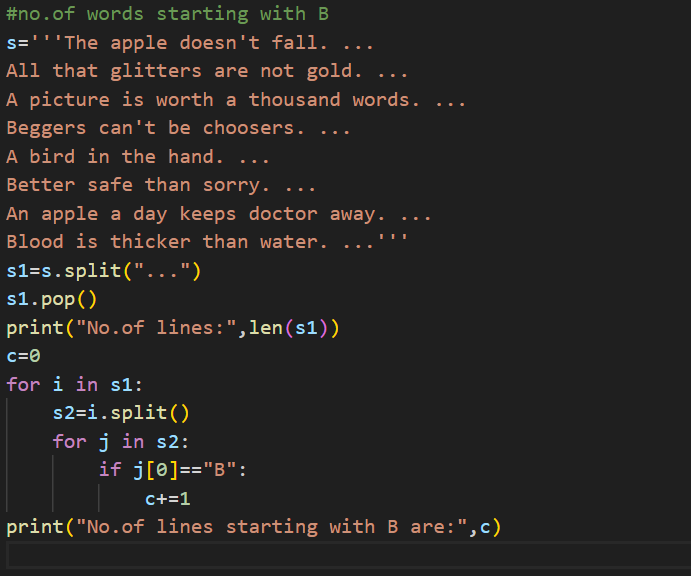 #no.of words starting with B
s='''The apple doesn't fall. ...
All that glitters are not gold. ...
A picture is worth a thousand words. ...
Beggers can't be choosers. ...
A bird in the hand. ...
Better safe than sorry. ...
An apple a day keeps doctor away. ...
Blood is thicker than water. ...'''
s1=s.split("...")
s1.pop()
print("No.of lines:",len(s1))
c=0
for i in s1:
    s2=i.split()
    for j in s2:
        if j[0]=="B":
            c+=1
print("No.of lines starting with B are:",c)